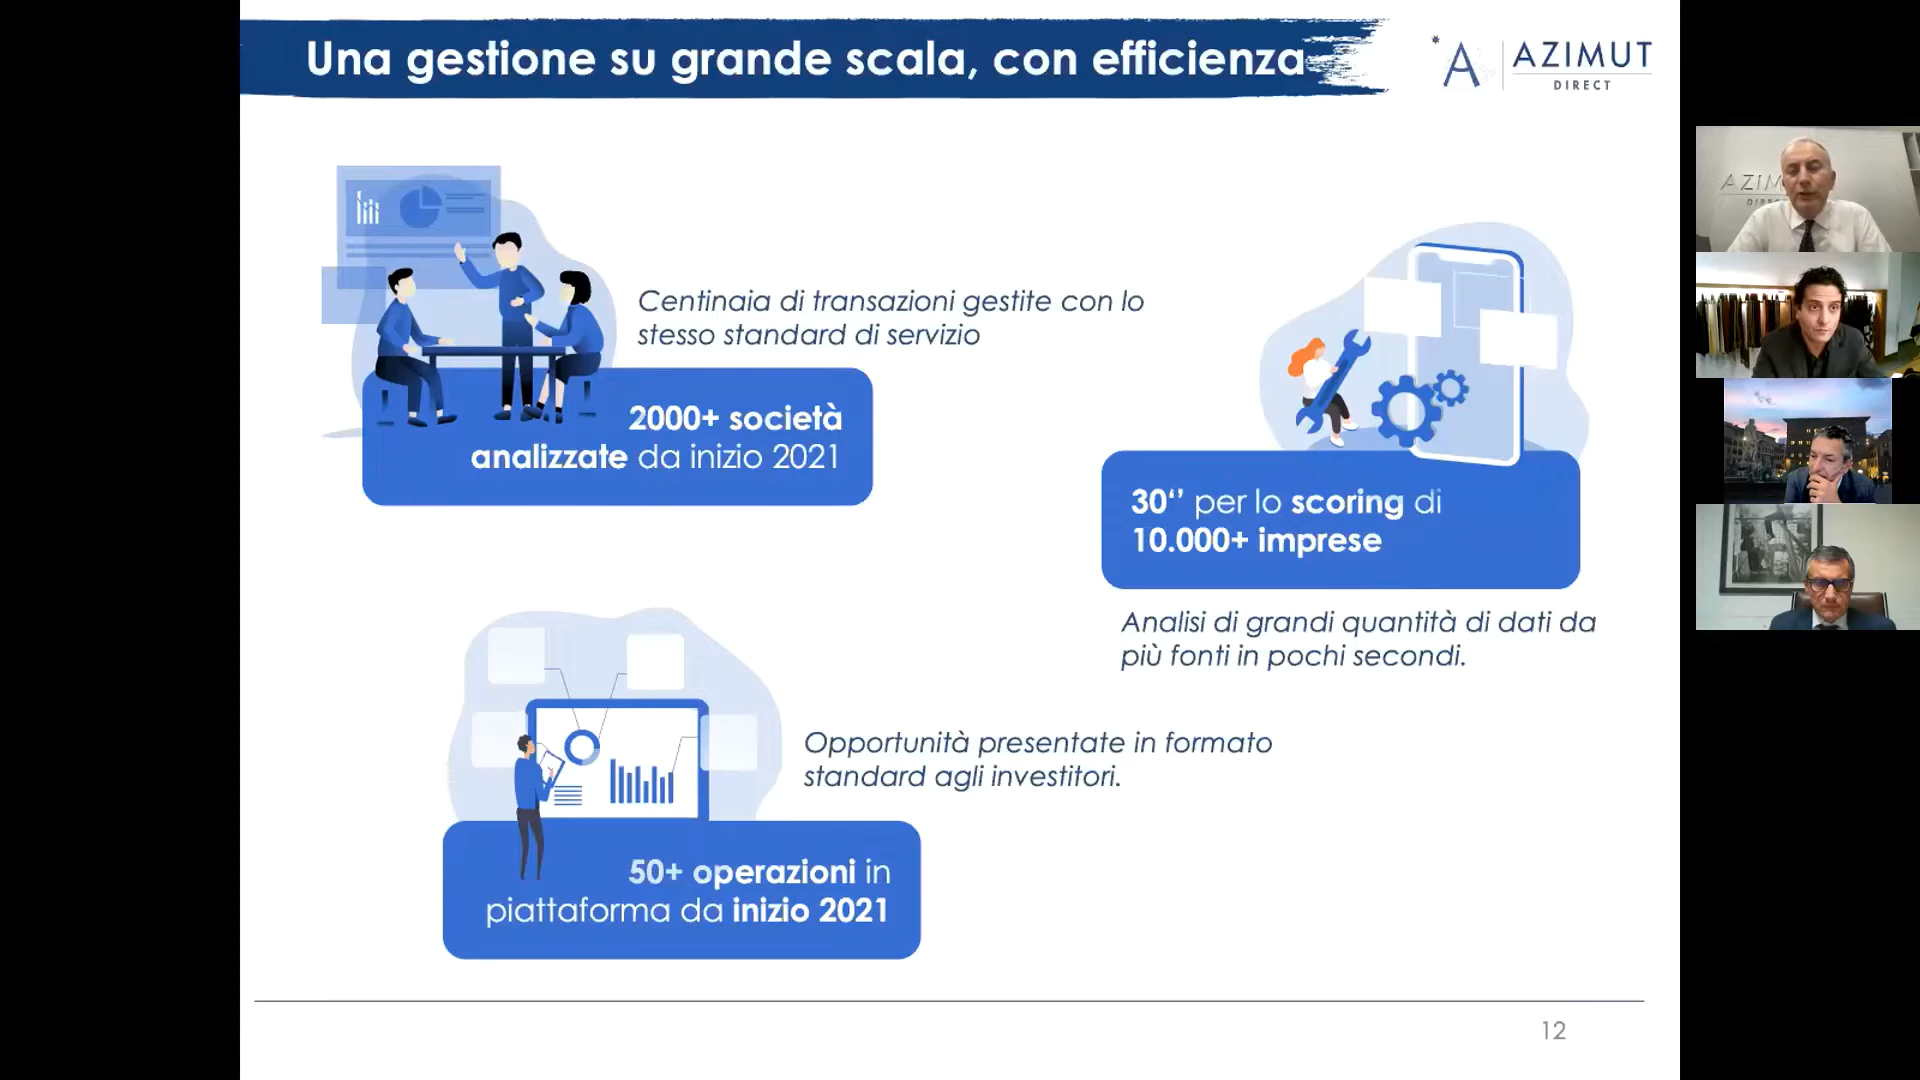 Una gestione su grande scala, con efficienza
A AZIMUT
DIRECT
Centinaia di transazioni gestite con lo
stesso standard di servizio
2000+ società
analizzate da inizio 2021
30‘’ per lo scoring di
10.000+ imprese
Analisi di grandi quantità di dati da
più fonti in pochi secondi.
Opportunità presentate in formato
standard agli investitori.
50+ operazioni in
piattaforma da inizio 2021
12